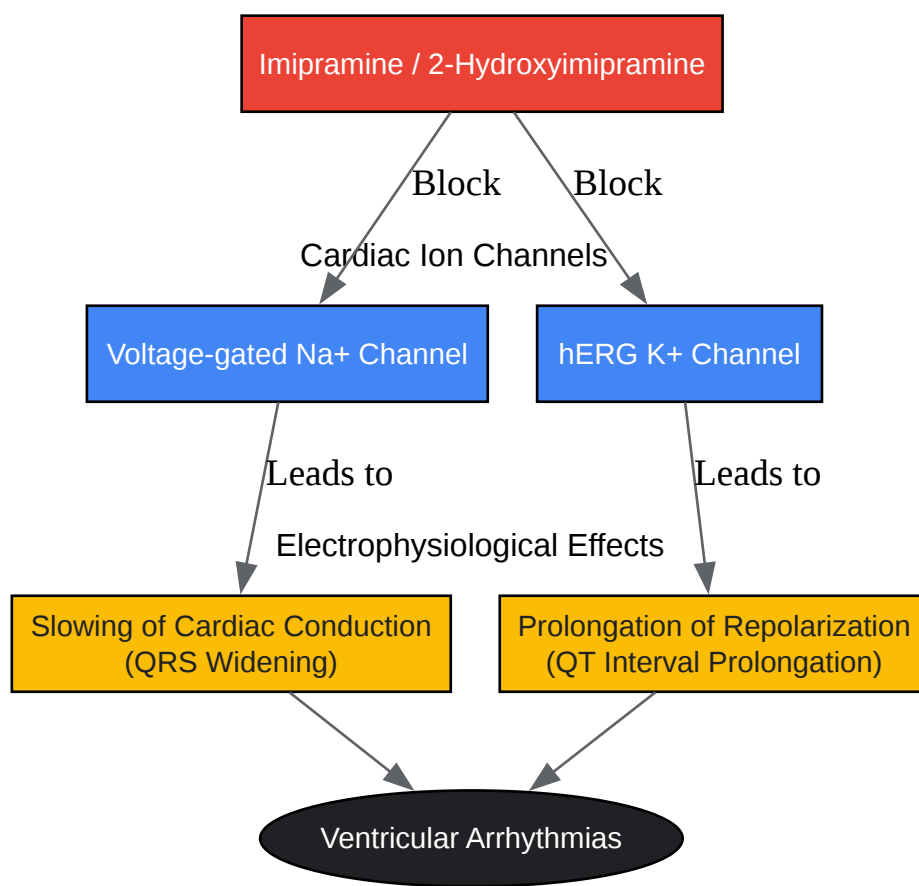 Imipramine / 2-Hydroxyimipramine
Block
Block
Cardiac Ion Channels
Voltage-gated Na+ Channel
hERG K+ Channel
Leads to
Leads to
Electrophysiological Effects
Slowing of Cardiac Conduction
(QRS Widening)
Prolongation of Repolarization
(QT Interval Prolongation)
Ventricular Arrhythmias